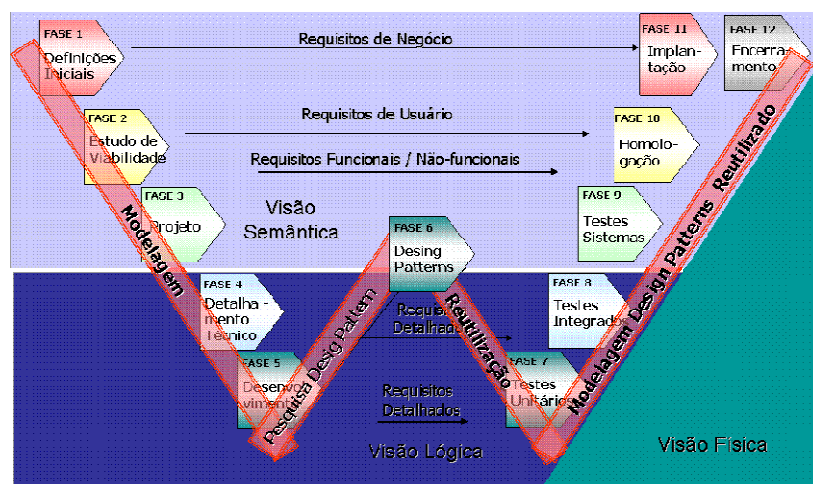 FASE 1
Definições
Iniciais
Requisitos de Negócio
FASE 11
Implan-
tação
FASE 12
Encerra-
mento
FASE 2
Estudo de
Viabilidade
Requisitos de Usuário
Requisitos Funcionais / Não-funcionais
FASE 10
Homolo-
gação
FASE 3
Projeto
Visão
Semântica
FASE 6
Desing
Patterns
FASE 9
Testes
Sistemas
Modelagem
Pesquisa Desig Pattern
Reutilização
Modelagem Design Patterns Reutilizado
FASE 4
Detalha -
mento
Técnico
Detalhado
FASE 8
Testes
Integrados
FASE 5
Desenvol
vimento
Requisitos
Detalhados
FASE 7
Testes
Unitários
Visão Lógica
Visão Física